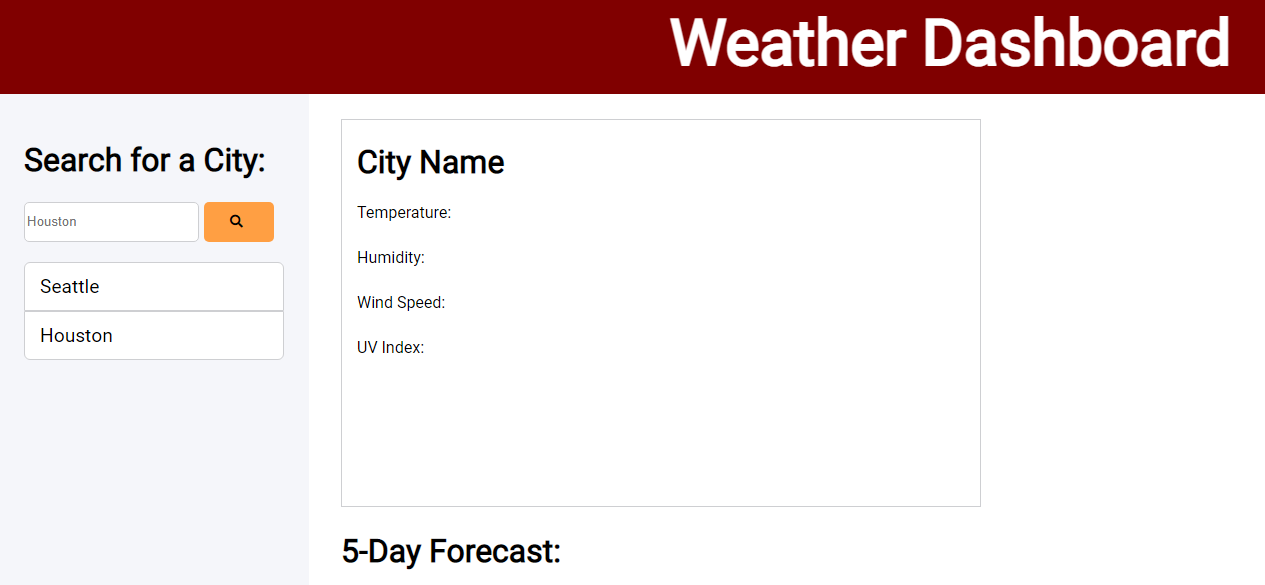 Weather Dashboard
Search for a City:
Houston
Seattle
Houston
City Name
Temperature:
Humidity:
Wind Speed:
UV Index:
5-Day Forecast: